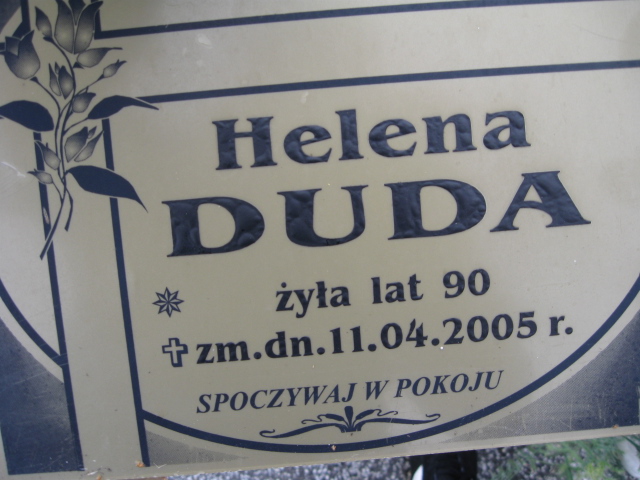 Helena
DUDA
żyła lat 90
zm.dn.11.04.2005 r.
SPOCZYWAJ W POKOJU